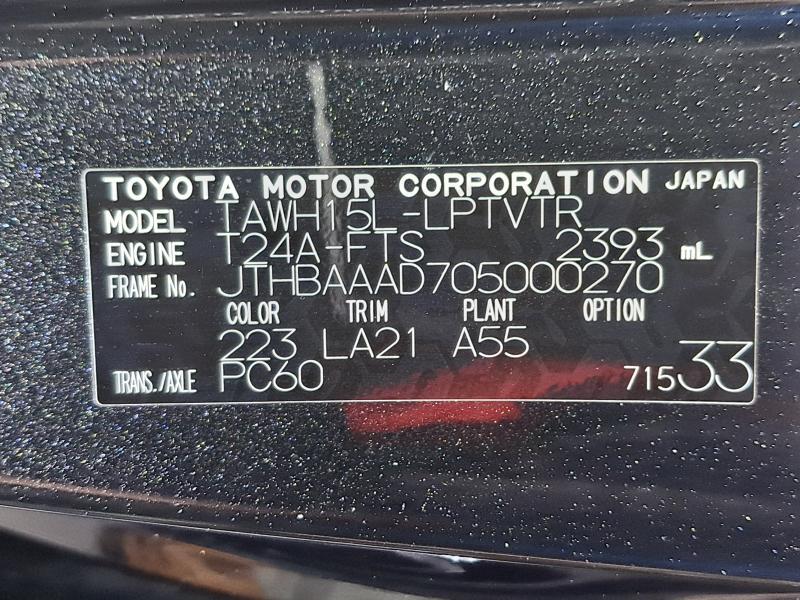 TOYOTA MOTOR CORPORATION JAPAN
MODEL TAWH15L-LPTVTR
ENGINE T24A-FTS 2393 mL
FRAME No. JTHBAAAD705000270
COLOR TRIM PLANT OPTION
223 LA21 A55
TRANS./AXLE PC60 71533